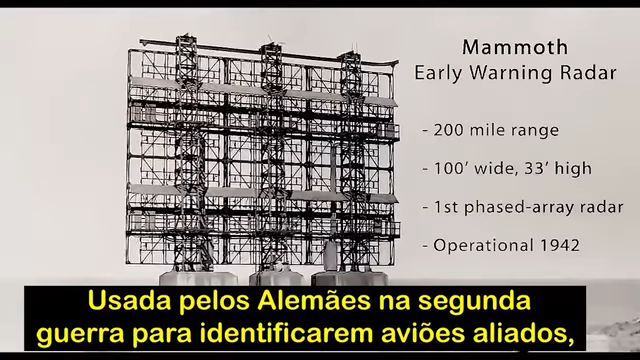 Mammoth
Early Warning Radar
- 200 mile range
- 100' wide, 33' high
- 1st phased-array radar
- Operational 1942
Usada pelos Alemães na segunda
guerra para identificarem aviões aliados,